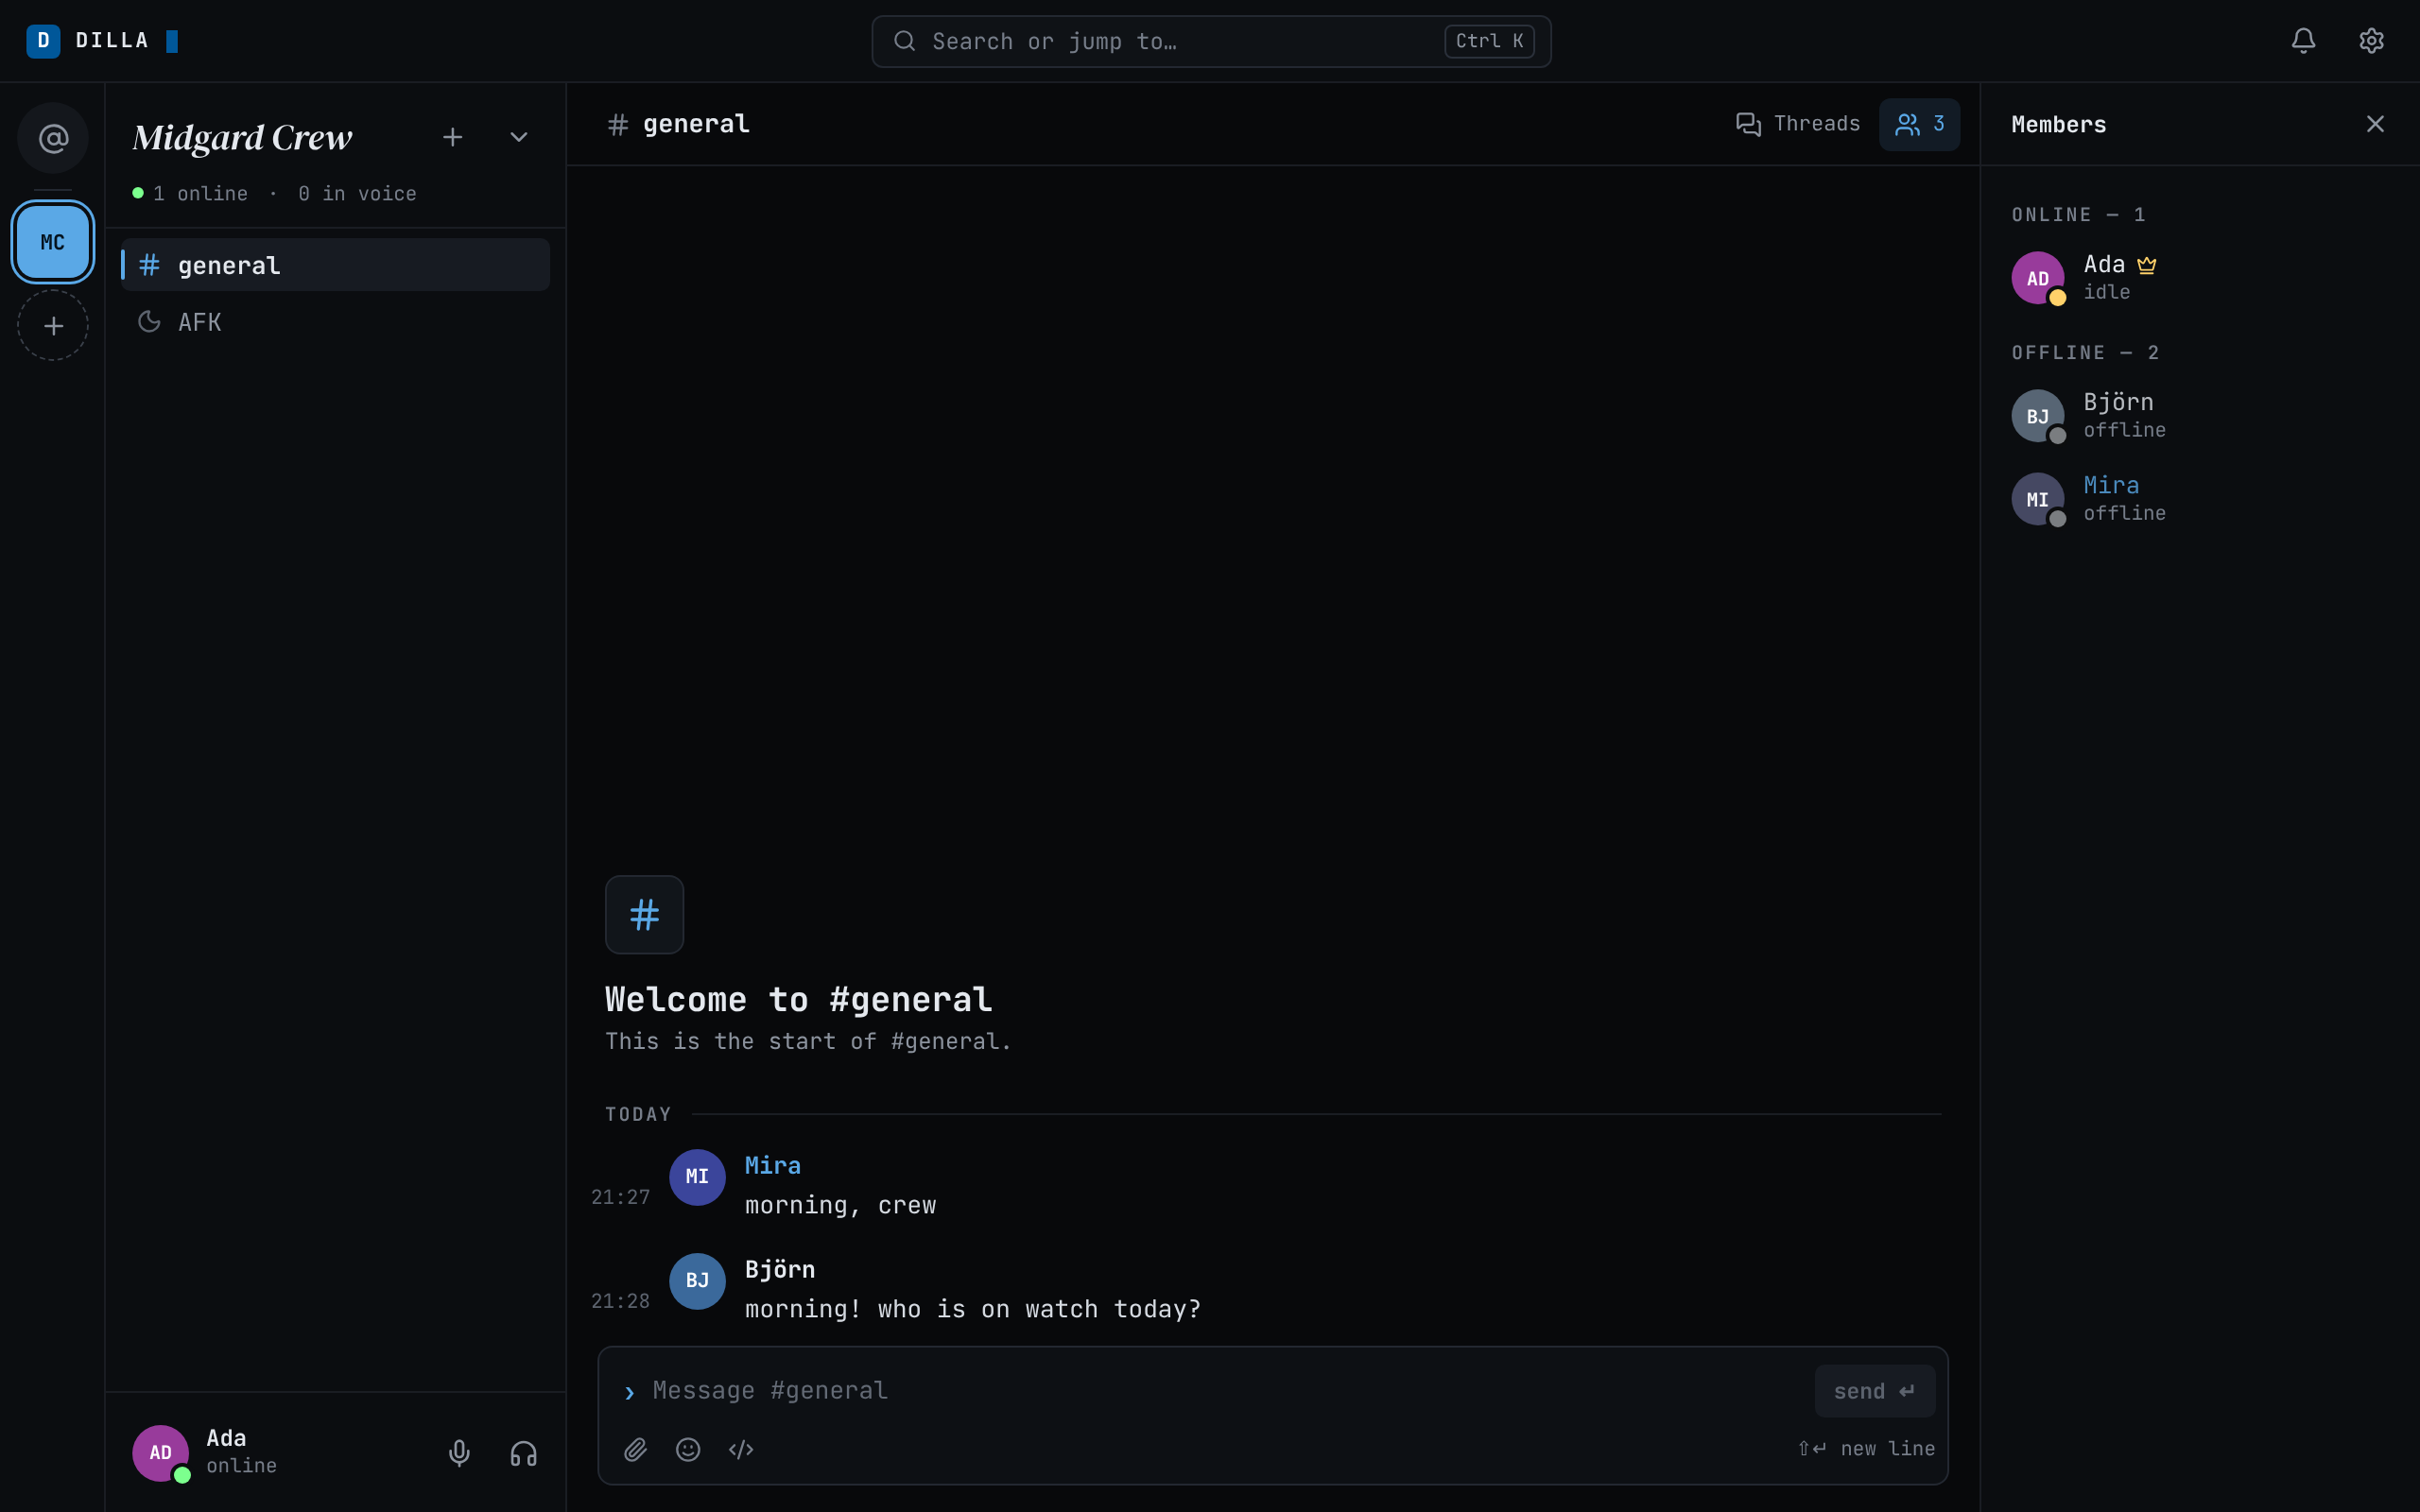 D DILLA
Search or jump to… Ctrl K
@
MC
Midgard Crew
1 online · 0 in voice
# general
AFK
AD Ada
online
# general
Threads 3
# 
Welcome to #general
This is the start of #general.
TODAY
MI Mira
21:27 morning, crew
BJ Björn
21:28 morning! who is on watch today?
› Message #general send ↵
⇧↵ new line
Members
ONLINE — 1
AD Ada
idle
OFFLINE — 2
BJ Björn
offline
MI Mira
offline